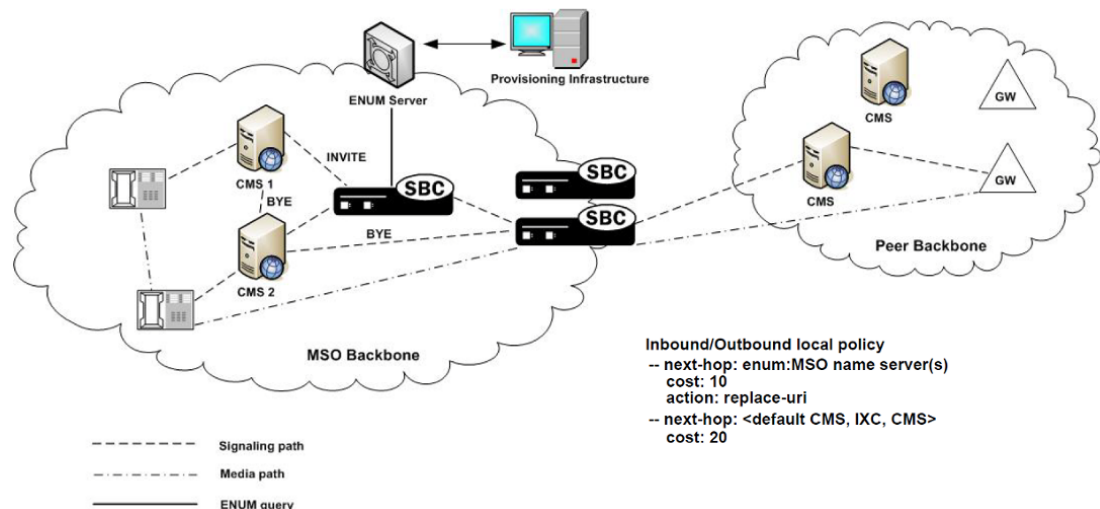 Provisioning Infrastructure
ENUM Server
CMS 1
INVITE
SBC
BYE
CMS 2
BYE
SBC
SBC
MSO Backbone
CMS
GW
CMS
GW
Peer Backbone
Inbound/Outbound local policy
-- next-hop: enum:MSO name server(s)
cost: 10
action: replace-uri
-- next-hop: <default CMS, IXC, CMS>
cost: 20
Signaling path
Media path
ENUM query